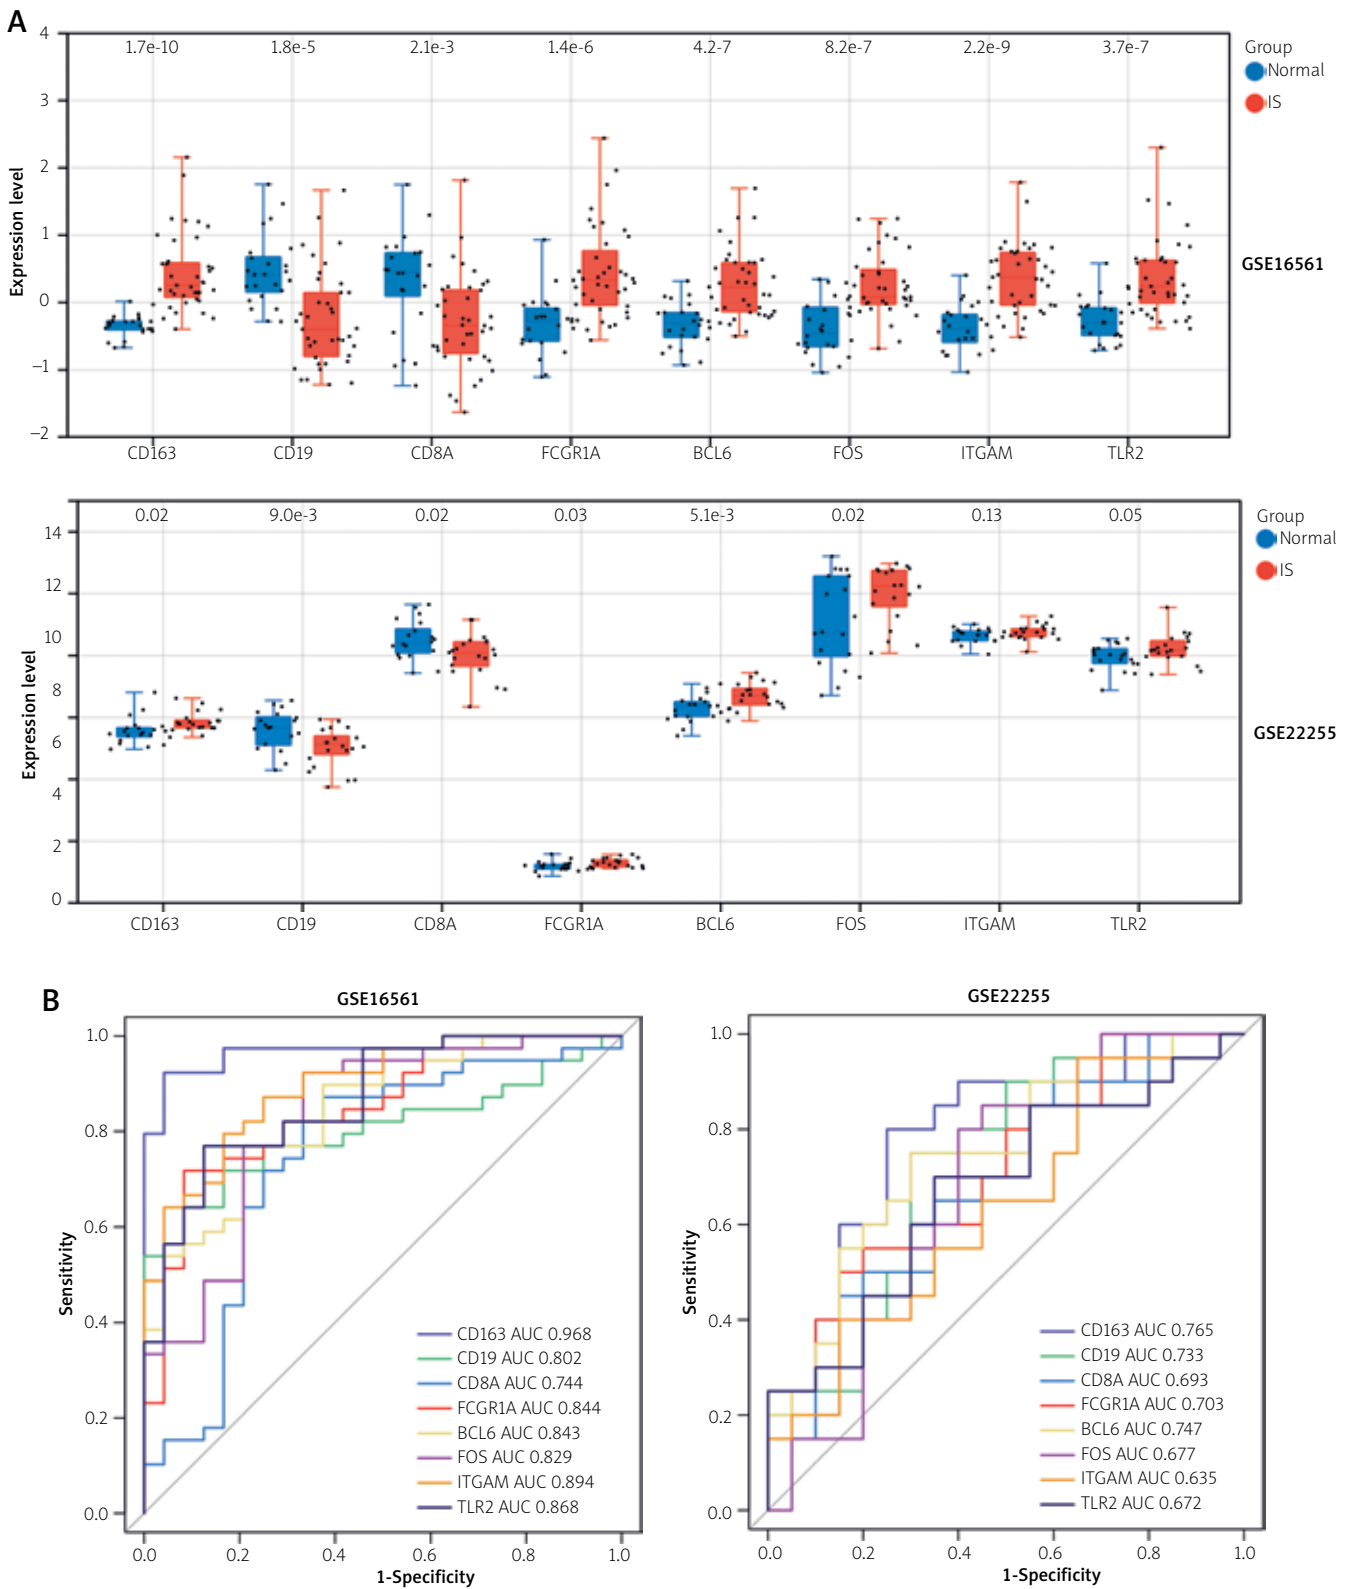 A
4
3
2
1
0
−1
−2
Expression level
1.7e-10 1.8e-5 2.1e-3 1.4e-6 4.2-7 8.2e-7 2.2e-9 3.7e-7
CD163 CD19 CD8A FCGR1A BCL6 FOS ITGAM TLR2
Group
Normal
IS
GSE16561
14
12
10
8
6
4
2
0
Expression level
0.02 9.0e-3 0.02 0.03 5.1e-3 0.02 0.13 0.05
CD163 CD19 CD8A FCGR1A BCL6 FOS ITGAM TLR2
Group
Normal
IS
GSE22255
B
GSE16561
1.0
0.8
0.6
0.4
0.2
0.0
Sensitivity
CD163 AUC 0.968
CD19 AUC 0.802
CD8A AUC 0.744
FCGR1A AUC 0.844
BCL6 AUC 0.843
FOS AUC 0.829
ITGAM AUC 0.894
TLR2 AUC 0.868
0.0 0.2 0.4 0.6 0.8 1.0
1-Specificity
GSE22255
1.0
0.8
0.6
0.4
0.2
0.0
Sensitivity
CD163 AUC 0.765
CD19 AUC 0.733
CD8A AUC 0.693
FCGR1A AUC 0.703
BCL6 AUC 0.747
FOS AUC 0.677
ITGAM AUC 0.635
TLR2 AUC 0.672
0.0 0.2 0.4 0.6 0.8 1.0
1-Specificity